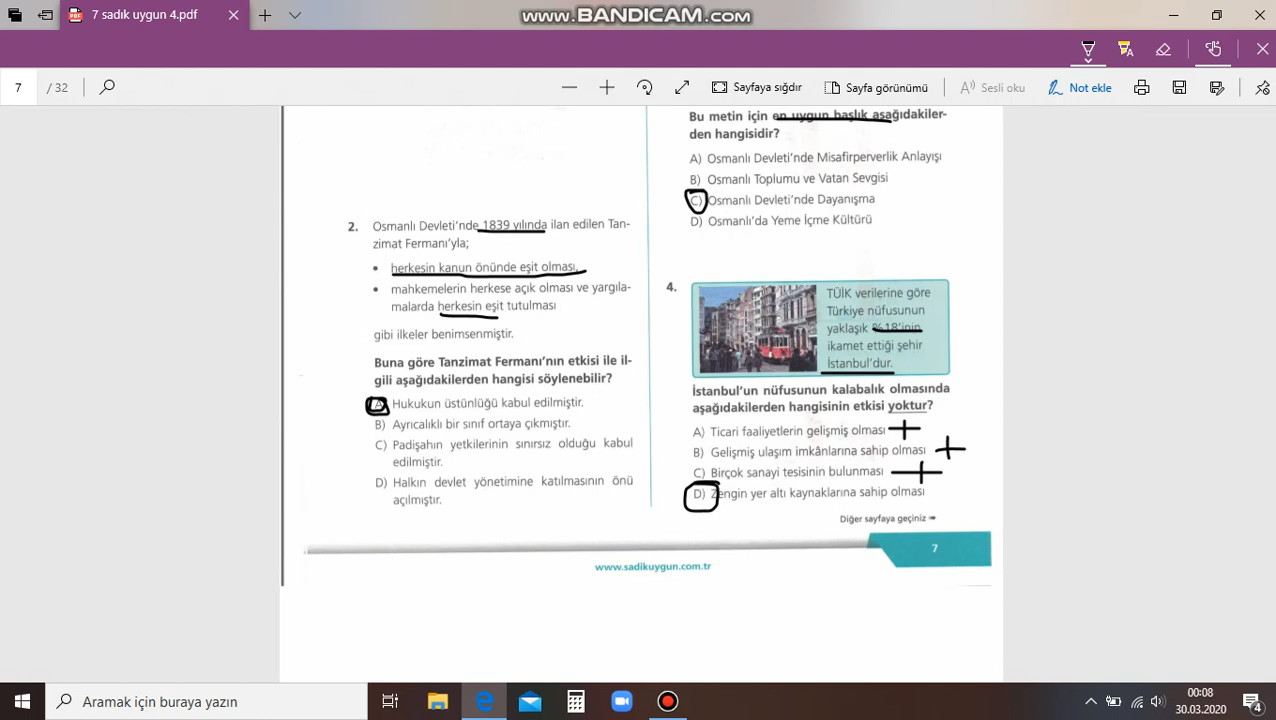 7 sadık uygun 4.pdf
www.BANDICAM.com
7 / 32
Sayfaya sığdır
Sayfa görünümü
Sesli oku
Not ekle
2. Osmanlı Devleti'nde 1839 yılında ilan edilen Tan-
zimat Fermanı'yla;
• herkesin kanun önünde eşit olması,
• mahkemelerin herkese açık olması ve yargıla-
malarda herkesin eşit tutulması
gibi ilkeler benimsenmiştir.
Buna göre Tanzimat Fermanı'nın etkisi ile il-
gili aşağıdakilerden hangisi söylenebilir?
A) Hukukun üstünlüğü kabul edilmiştir.
B) Ayrıcalıklı bir sınıf ortaya çıkmıştır.
C) Padişahın yetkilerinin sınırsız olduğu kabul
edilmiştir.
D) Halkın devlet yönetimine katılmasının önü
açılmıştır.
Bu metin için en uygun başlık aşağıdakiler-
den hangisidir?
A) Osmanlı Devleti'nde Misafirperverlik Anlayışı
B) Osmanlı Toplumu ve Vatan Sevgisi
C) Osmanlı Devleti'nde Dayanışma
D) Osmanlı'da Yeme İçme Kültürü
4. TÜİK verilerine göre
Türkiye nüfusunun
yaklaşık %18'inin
ikamet ettiği şehir
İstanbul'dur.
İstanbul'un nüfusunun kalabalık olmasında
aşağıdakilerden hangisinin etkisi yoktur?
A) Ticari faaliyetlerin gelişmiş olması
B) Gelişmiş ulaşım imkânlarına sahip olması
C) Birçok sanayi tesisinin bulunması
D) Zengin yer altı kaynaklarına sahip olması
Diğer sayfaya geçiniz
7
www.sadikuygun.com.tr
Aramak için buraya yazın
00:08
30.03.2020
4